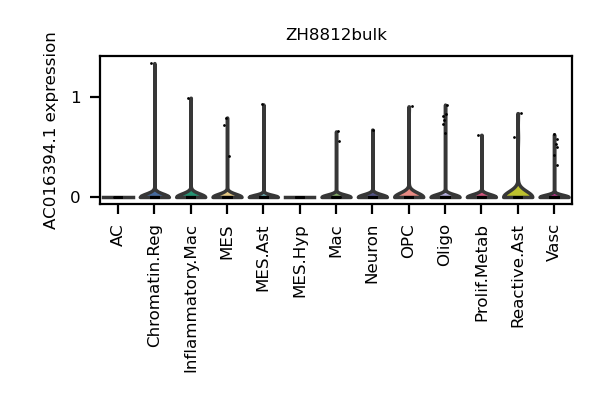 ZH8812bulk
AC016394.1 expression
1
0
AC
Chromatin.Reg
Inflammatory.Mac
MES
MES.Ast
MES.Hyp
Mac
Neuron
OPC
Oligo
Prolif.Metab
Reactive.Ast
Vasc